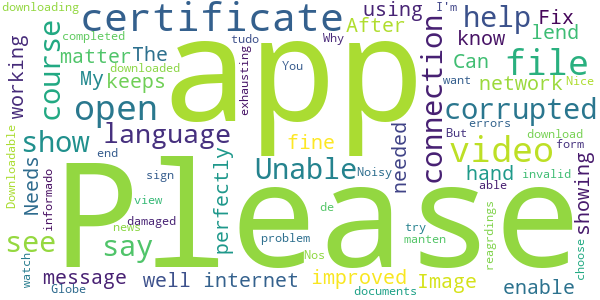 downloading
certificate
tudo
Why
I'm
using
After
help
Fix
completed
matter
The
know
lend
working
course
app
connection
file
downloaded
My
keeps
exhausting
You
Can
want
network
Nice
open
corrupted
language
But
errors
show
fine
video
download
form
Downloadable
Please
Unable
needed
perfectly
end
sign
Noisy
hand
invalid
Needs
informado
see
say
view
damaged
de
able
showing
news
problem
try
reagrdings
choose
message
Nos
manten
watch
well
internet
improved
Image
Globe
documents
enable